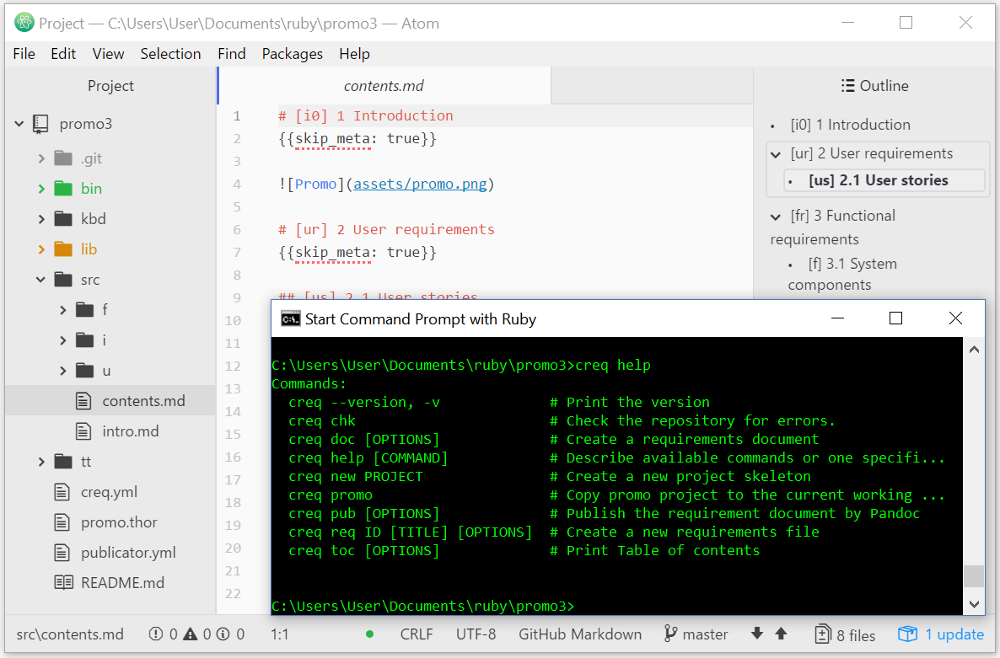 Project — C:\Users\User\Documents\ruby\promo3 — Atom
File Edit View Selection Find Packages Help
Project
promo3
.git
bin
kbd
lib
src
f
i
u
contents.md
intro.md
tt
creq.yml
promo.thor
publicator.yml
README.md
contents.md
1 # [i0] 1 Introduction
2 {{skip_meta: true}}
3
4 ![Promo](assets/promo.png)
5
6 # [ur] 2 User requirements
7 {{skip_meta: true}}
8
9 ## [us] 2.1 User stories
10
11
12
13
14
15
16
17
18
19
20
21
22
Outline
[i0] 1 Introduction
[ur] 2 User requirements
[us] 2.1 User stories
[fr] 3 Functional
requirements
[f] 3.1 System
components
Start Command Prompt with Ruby
C:\Users\User\Documents\ruby\promo3>creq help
Commands:
creq --version, -v # Print the version
creq chk # Check the repository for errors.
creq doc [OPTIONS] # Create a requirements document
creq help [COMMAND] # Describe available commands or one specifi...
creq new PROJECT # Create a new project skeleton
creq promo # Copy promo project to the current working ...
creq pub [OPTIONS] # Publish the requirement document by Pandoc
creq req ID [TITLE] [OPTIONS] # Create a new requirements file
creq toc [OPTIONS] # Print Table of contents
C:\Users\User\Documents\ruby\promo3>
src\contents.md 0 0 0 1:1 CRLF UTF-8 GitHub Markdown master 8 files 1 update